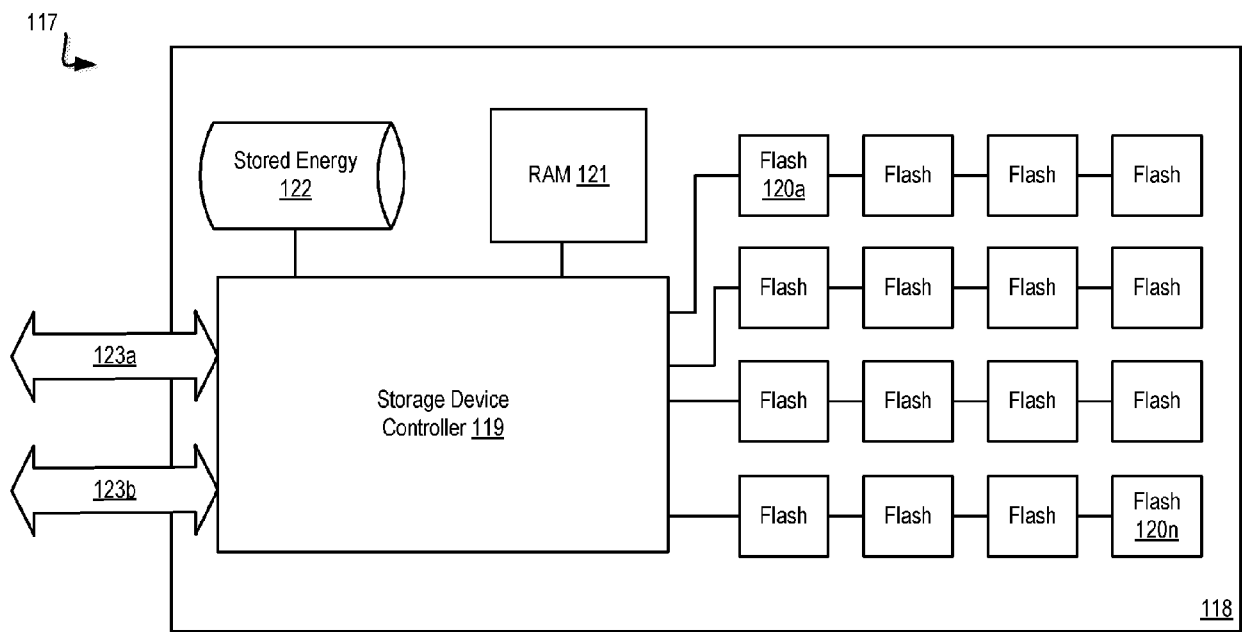 117
Stored Energy
122
RAM 121
Flash
120a
Flash
Flash
Flash
Flash
Flash
Flash
Flash
123a
Storage Device
Controller 119
Flash
Flash
Flash
Flash
123b
Flash
Flash
Flash
Flash
120n
118